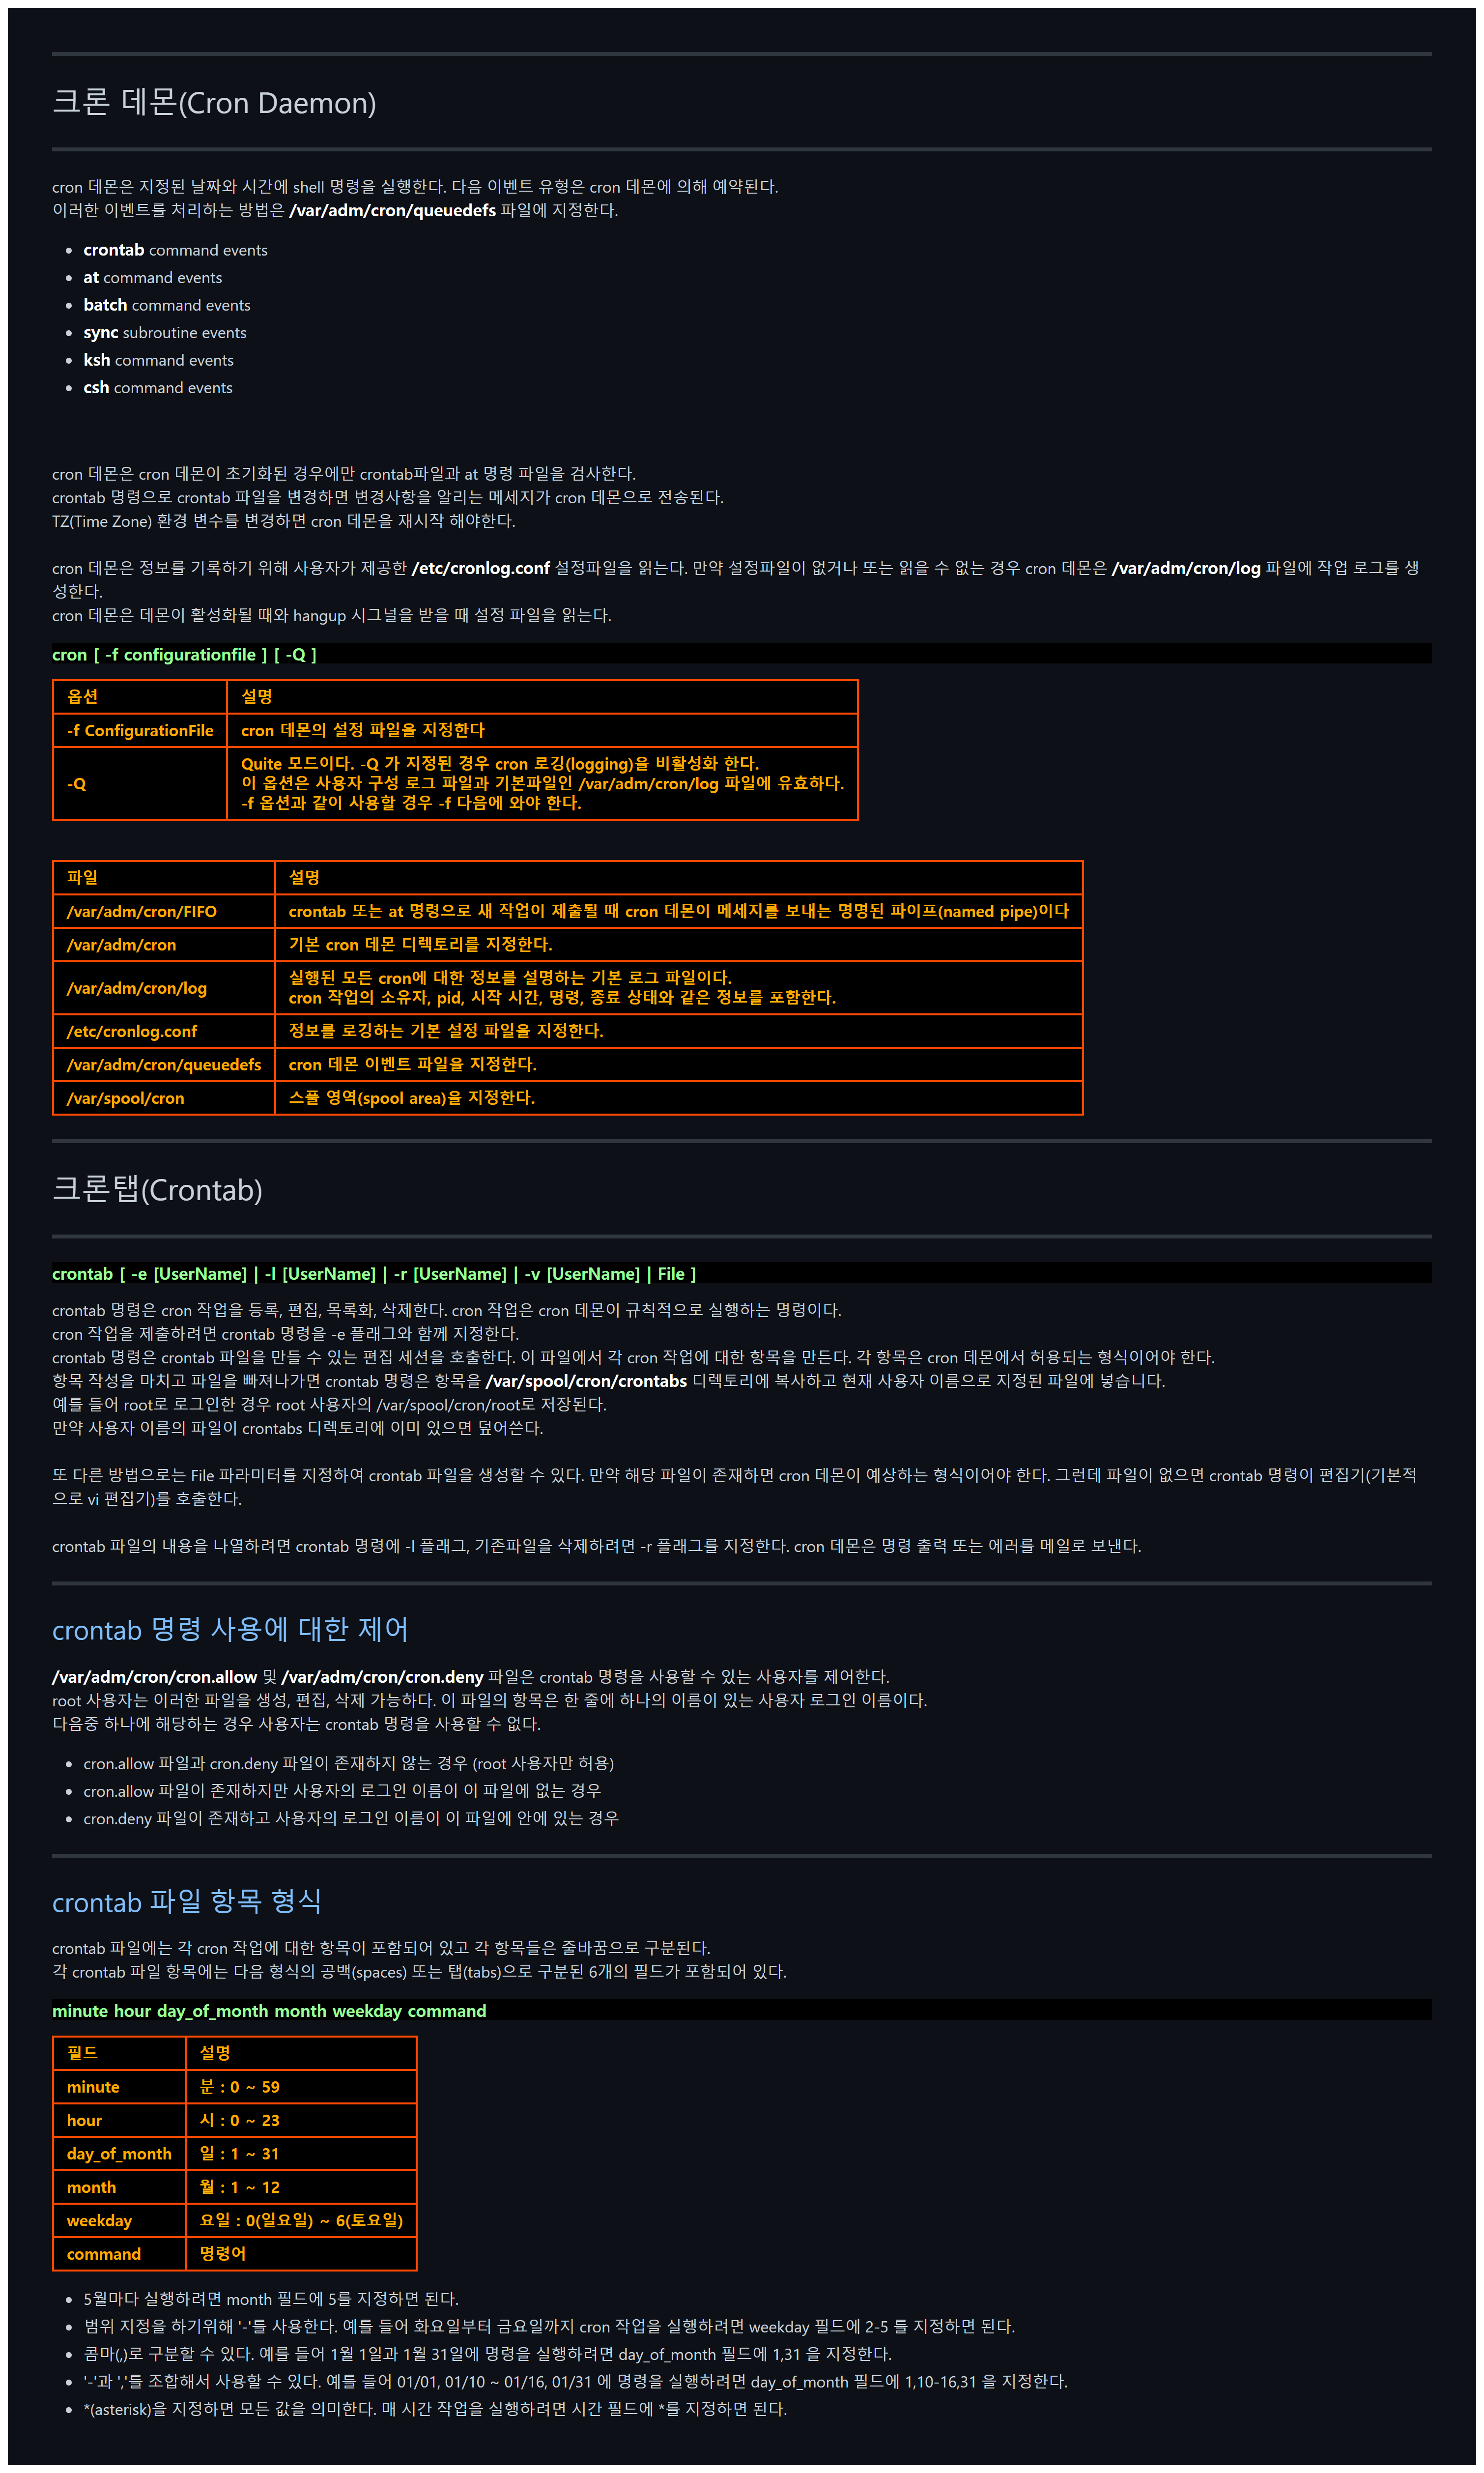 크론 데몬(Cron Daemon)
cron 데몬은 지정된 날짜와 시간에 shell 명령을 실행한다. 다음 이벤트 유형은 cron 데몬에 의해 예약된다.
이러한 이벤트를 처리하는 방법은 /var/adm/cron/queuedefs 파일에 지정한다.
crontab command events
at command events
batch command events
sync subroutine events
ksh command events
csh command events
cron 데몬은 cron 데몬이 초기화된 경우에만 crontab파일과 at 명령 파일을 검사한다.
crontab 명령으로 crontab 파일을 변경하면 변경사항을 알리는 메세지가 cron 데몬으로 전송된다.
TZ(Time Zone) 환경 변수를 변경하면 cron 데몬을 재시작 해야한다.
cron 데몬은 정보를 기록하기 위해 사용자가 제공한 /etc/cronlog.conf 설정파일을 읽는다. 만약 설정파일이 없거나 또는 읽을 수 없는 경우 cron 데몬은 /var/adm/cron/log 파일에 작업 로그를 생
성한다.
cron 데몬은 데몬이 활성화될 때와 hangup 시그널을 받을 때 설정 파일을 읽는다.
cron [ -f configurationfile ] [ -Q ]
옵션 설명
-f ConfigurationFile cron 데몬의 설정 파일을 지정한다
-Q Quite 모드이다. -Q 가 지정된 경우 cron 로깅(logging)을 비활성화 한다.
이 옵션은 사용자 구성 로그 파일과 기본파일인 /var/adm/cron/log 파일에 유효하다.
-f 옵션과 같이 사용할 경우 -f 다음에 와야 한다.
파일 설명
/var/adm/cron/FIFO crontab 또는 at 명령으로 새 작업이 제출될 때 cron 데몬이 메세지를 보내는 명명된 파이프(named pipe)이다
/var/adm/cron 기본 cron 데몬 디렉토리를 지정한다.
/var/adm/cron/log 실행된 모든 cron에 대한 정보를 설명하는 기본 로그 파일이다.
cron 작업의 소유자, pid, 시작 시간, 명령, 종료 상태와 같은 정보를 포함한다.
/etc/cronlog.conf 정보를 로깅하는 기본 설정 파일을 지정한다.
/var/adm/cron/queuedefs cron 데몬 이벤트 파일을 지정한다.
/var/spool/cron 스풀 영역(spool area)을 지정한다.
크론탭(Crontab)
crontab [ -e [UserName] | -l [UserName] | -r [UserName] | -v [UserName] | File ]
crontab 명령은 cron 작업을 등록, 편집, 목록화, 삭제한다. cron 작업은 cron 데몬이 규칙적으로 실행하는 명령이다.
cron 작업을 제출하려면 crontab 명령을 -e 플래그와 함께 지정한다.
crontab 명령은 crontab 파일을 만들 수 있는 편집 세션을 호출한다. 이 파일에서 각 cron 작업에 대한 항목을 만든다. 각 항목은 cron 데몬에서 허용되는 형식이어야 한다.
항목 작성을 마치고 파일을 빠져나가면 crontab 명령은 항목을 /var/spool/cron/crontabs 디렉토리에 복사하고 현재 사용자 이름으로 지정된 파일에 넣습니다.
예를 들어 root로 로그인한 경우 root 사용자의 /var/spool/cron/root로 저장된다.
만약 사용자 이름의 파일이 crontabs 디렉토리에 이미 있으면 덮어쓴다.
또 다른 방법으로는 File 파라미터를 지정하여 crontab 파일을 생성할 수 있다. 만약 해당 파일이 존재하면 cron 데몬이 예상하는 형식이어야 한다. 그런데 파일이 없으면 crontab 명령이 편집기(기본적
으로 vi 편집기)를 호출한다.
crontab 파일의 내용을 나열하려면 crontab 명령에 -l 플래그, 기존파일을 삭제하려면 -r 플래그를 지정한다. cron 데몬은 명령 출력 또는 에러를 메일로 보낸다.
crontab 명령 사용에 대한 제어
/var/adm/cron/cron.allow 및 /var/adm/cron/cron.deny 파일은 crontab 명령을 사용할 수 있는 사용자를 제어한다.
root 사용자는 이러한 파일을 생성, 편집, 삭제 가능하다. 이 파일의 항목은 한 줄에 하나의 이름이 있는 사용자 로그인 이름이다.
다음중 하나에 해당하는 경우 사용자는 crontab 명령을 사용할 수 없다.
cron.allow 파일과 cron.deny 파일이 존재하지 않는 경우 (root 사용자만 허용)
cron.allow 파일이 존재하지만 사용자의 로그인 이름이 이 파일에 없는 경우
cron.deny 파일이 존재하고 사용자의 로그인 이름이 이 파일에 안에 있는 경우
crontab 파일 항목 형식
crontab 파일에는 각 cron 작업에 대한 항목이 포함되어 있고 각 항목들은 줄바꿈으로 구분된다.
각 crontab 파일 항목에는 다음 형식의 공백(spaces) 또는 탭(tabs)으로 구분된 6개의 필드가 포함되어 있다.
minute hour day_of_month month weekday command
필드 설명
minute 분 : 0 ~ 59
hour 시 : 0 ~ 23
day_of_month 일 : 1 ~ 31
month 월 : 1 ~ 12
weekday 요일 : 0(일요일) ~ 6(토요일)
command 명령어
5월마다 실행하려면 month 필드에 5를 지정하면 된다.
범위 지정을 하기위해 '-'를 사용한다. 예를 들어 화요일부터 금요일까지 cron 작업을 실행하려면 weekday 필드에 2-5 를 지정하면 된다.
콤마(,)로 구분할 수 있다. 예를 들어 1월 1일과 1월 31일에 명령을 실행하려면 day_of_month 필드에 1,31 을 지정한다.
'-'과 ','를 조합해서 사용할 수 있다. 예를 들어 01/01, 01/10 ~ 01/16, 01/31 에 명령을 실행하려면 day_of_month 필드에 1,10-16,31 을 지정한다.
*(asterisk)을 지정하면 모든 값을 의미한다. 매 시간 작업을 실행하려면 시간 필드에 *를 지정하면 된다.